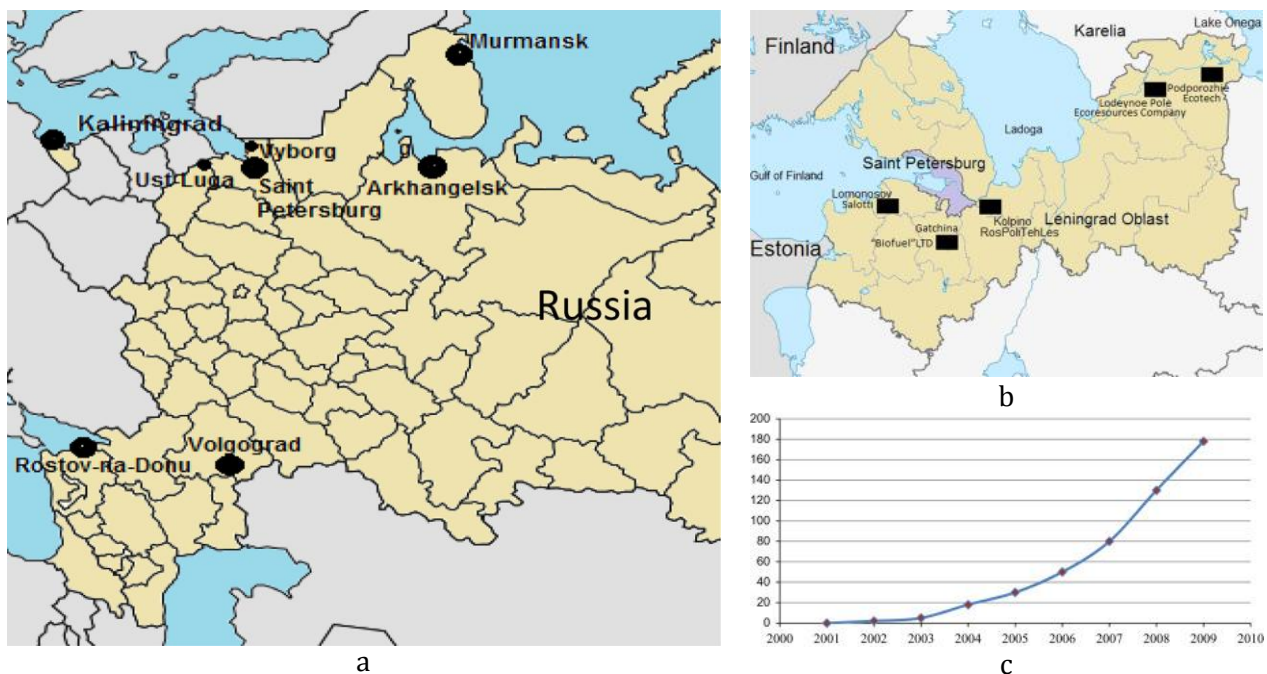 Murmansk
Kaliningrad
Vyborg
Ust-Luga
Saint
Petersburg
Arkhangelsk
Russia
Volgograd
Rostov-na-Donu
a
Finland
Karelia
Lake Onega
Podporozhie
Ecotech
Lodeynoe Pole
Ecoresources Company
Ladoga
Saint Petersburg
Gulf of Finland
Lomonosov
Salotti
Kolpino
RosPoliTehLes
Leningrad Oblast
Gatchina
"Biofuel"LTD
Estonia
b
200
180
160
140
120
100
80
60
40
20
0
2000 2001 2002 2003 2004 2005 2006 2007 2008 2009 2010
c